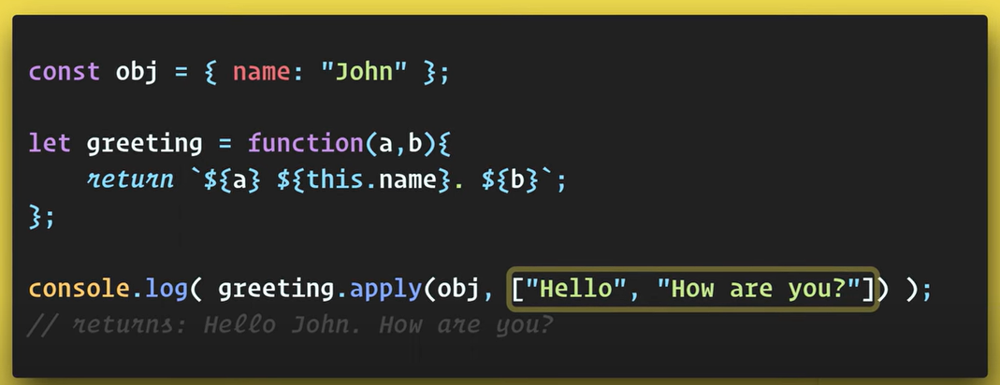 const obj = { name: "John" };
let greeting = function(a,b){
    return `${a} ${this.name}. ${b}`;
};
console.log( greeting.apply(obj, ["Hello", "How are you?"]) );
// returns: Hello John. How are you?